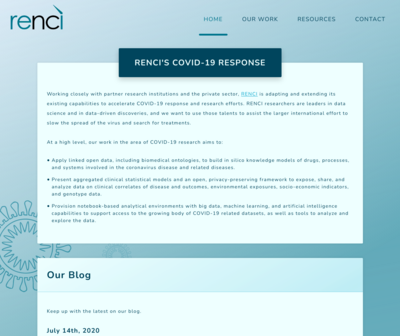 renci
HOME OUR WORK RESOURCES CONTACT
RENCI'S COVID-19 RESPONSE
Working closely with partner research institutions and the private sector, RENCI is adapting and extending its
existing capabilities to accelerate COVID-19 response and research efforts. RENCI researchers are leaders in data
science and in data-driven discoveries, and we want to use those talents to assist the larger international effort to
slow the spread of the virus and search for treatments.
At a high level, our work in the area of COVID-19 research aims to:
• Apply linked open data, including biomedical ontologies, to build in silico knowledge models of drugs, processes,
and systems involved in the coronavirus disease and related diseases.
• Present aggregated clinical statistical models and an open, privacy-preserving framework to expose, share, and
analyze data on clinical correlates of disease and outcomes, environmental exposures, socio-economic indicators,
and genotype data.
• Provision notebook-based analytical environments with big data, machine learning, and artificial intelligence
capabilities to support access to the growing body of COVID-19 related datasets, as well as tools to analyze and
explore the data.
Our Blog
Keep up with the latest on our blog.
July 14th, 2020